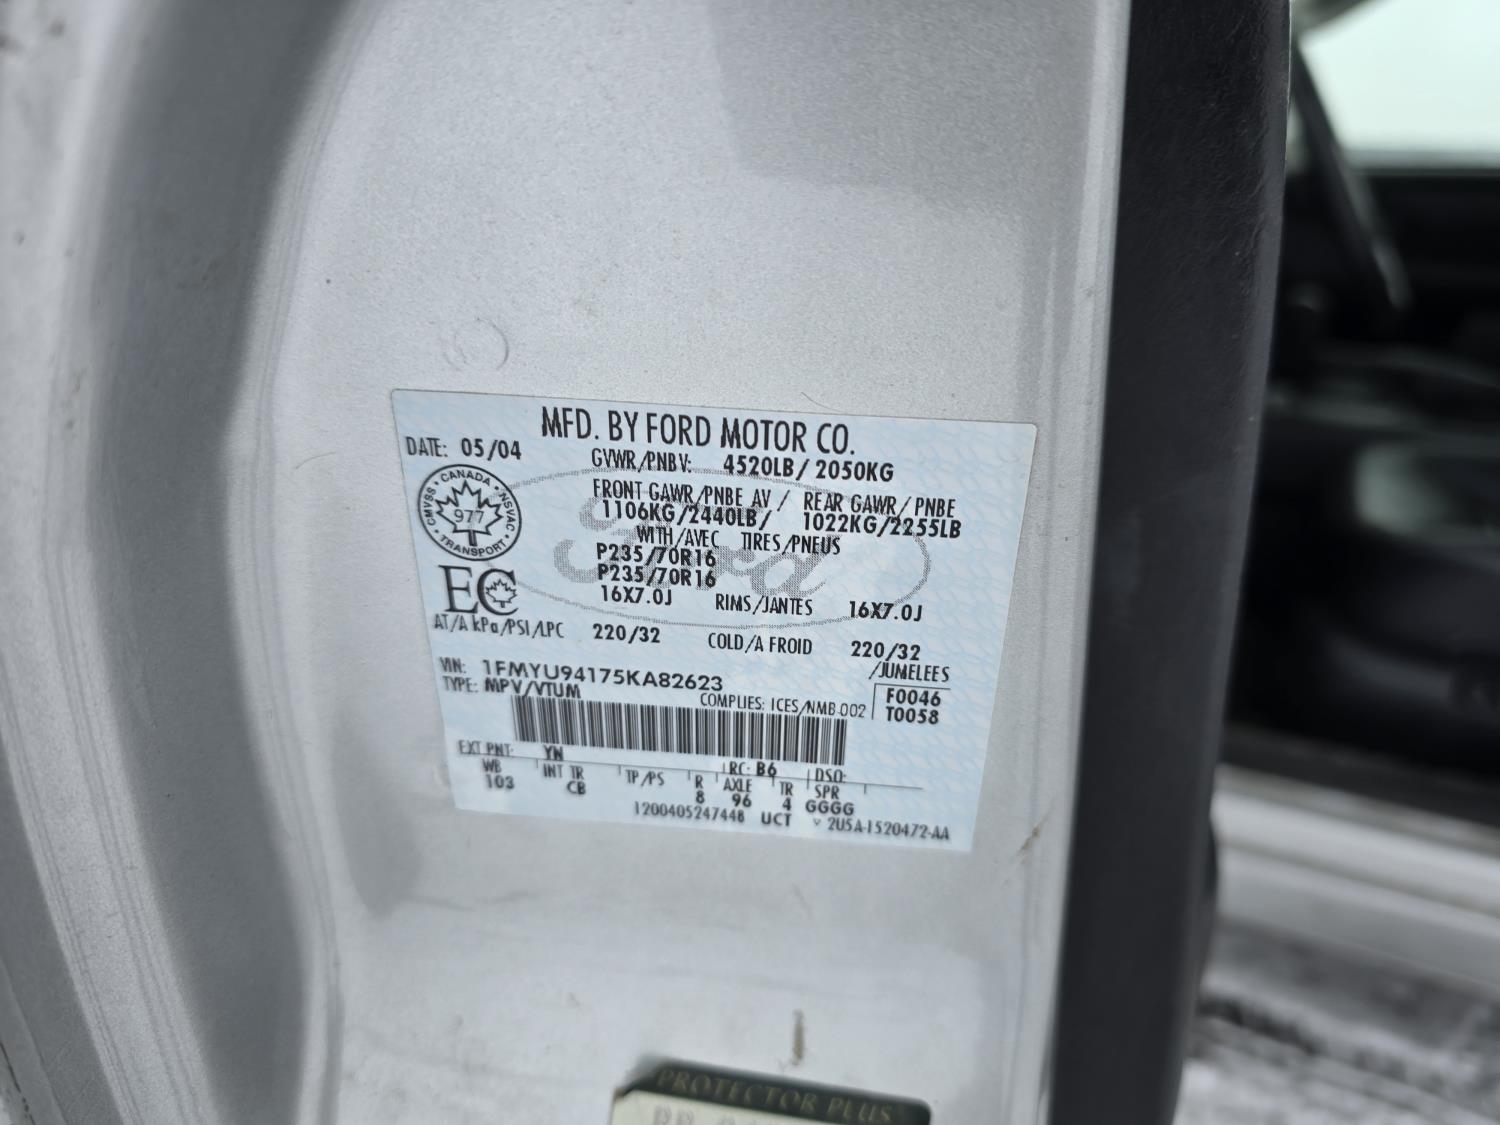 MFD. BY FORD MOTOR CO.
DATE: 05/04
GVWR/PNBV: 4520LB/2050KG
FRONT GAWR/PNBE AV / REAR GAWR/PNBE
1106KG/2440LB/ 1022KG/2255LB
WITH/AVEC TIRES/PNEUS
P235/70R16
P235/70R16
16X7.0J RIMS/JANTES 16X7.0J
CANADA
CMVSS NSVAC
977
TRANSPORT
Ford
EC
AT/A kPa/PSI/LPC 220/32 COLD/A FROID 220/32
/JUMELEES
VIN: 1FMYU94175KA82623
TYPE: MPV/VTUM
COMPLIES: ICES/NMB.002
F0046
T0058
EXT PNT: YN RC: B6 DSO:
WB INT TR TP/PS R AXLE TR SPR
103 CB 8 96 4 GGGG
1200405247448 UCT 2U5A-1520472-AA
PROTECTOR PLUS